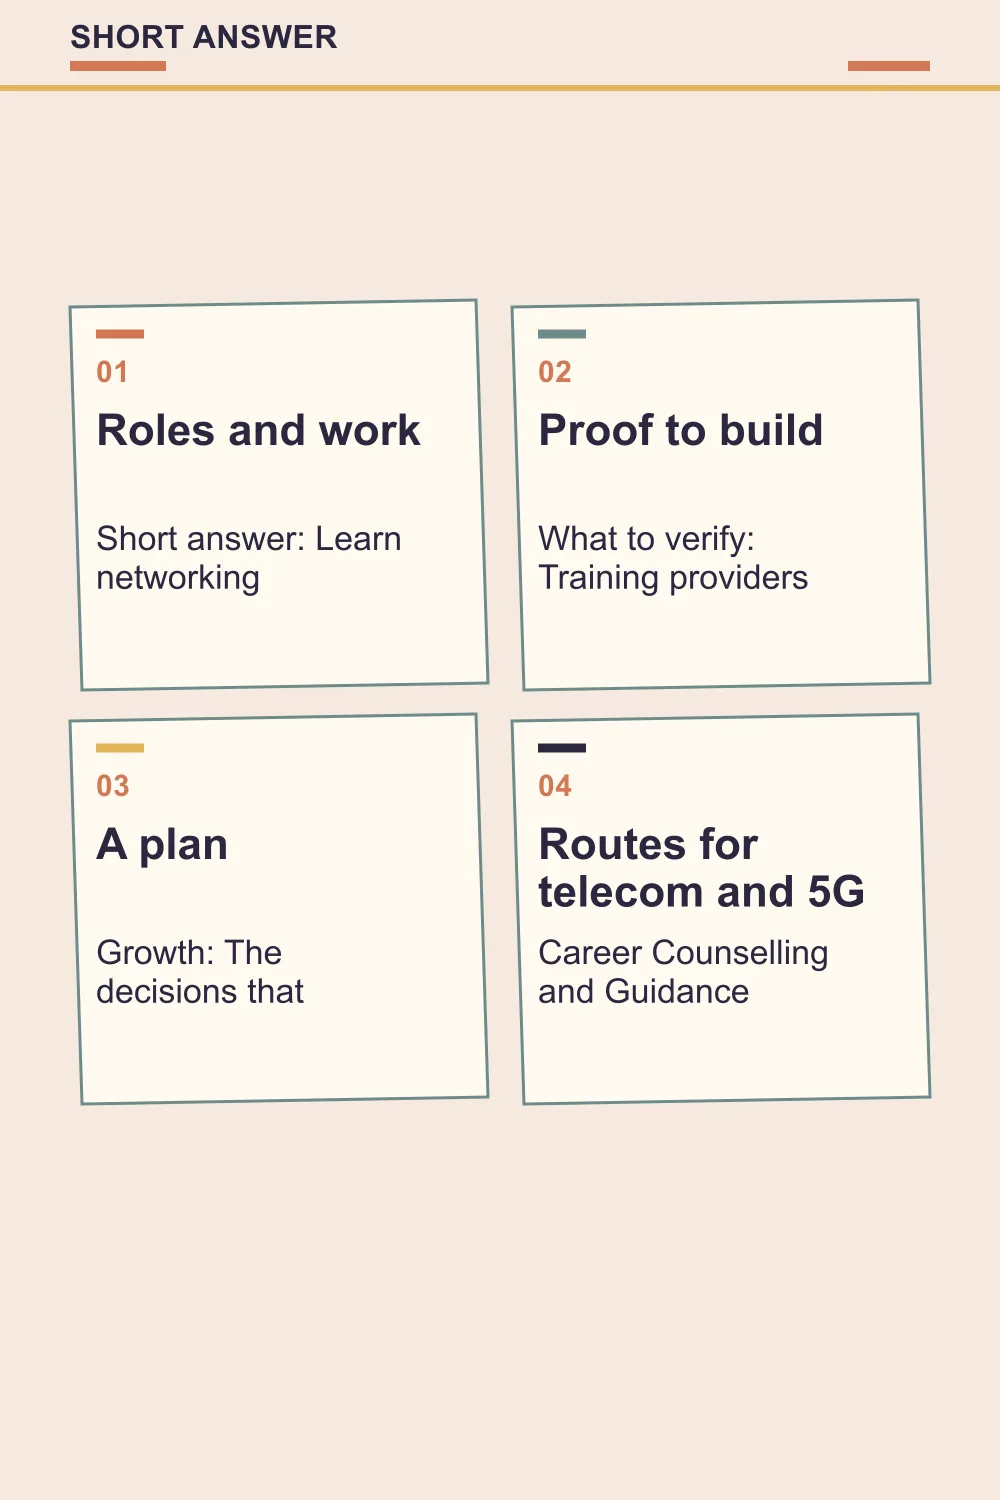 SHORT ANSWER
01
Roles and work
Short answer: Learn
networking
02
Proof to build
What to verify:
Training providers
03
A plan
Growth: The
decisions that
04
Routes for
telecom and 5G
Career Counselling
and Guidance